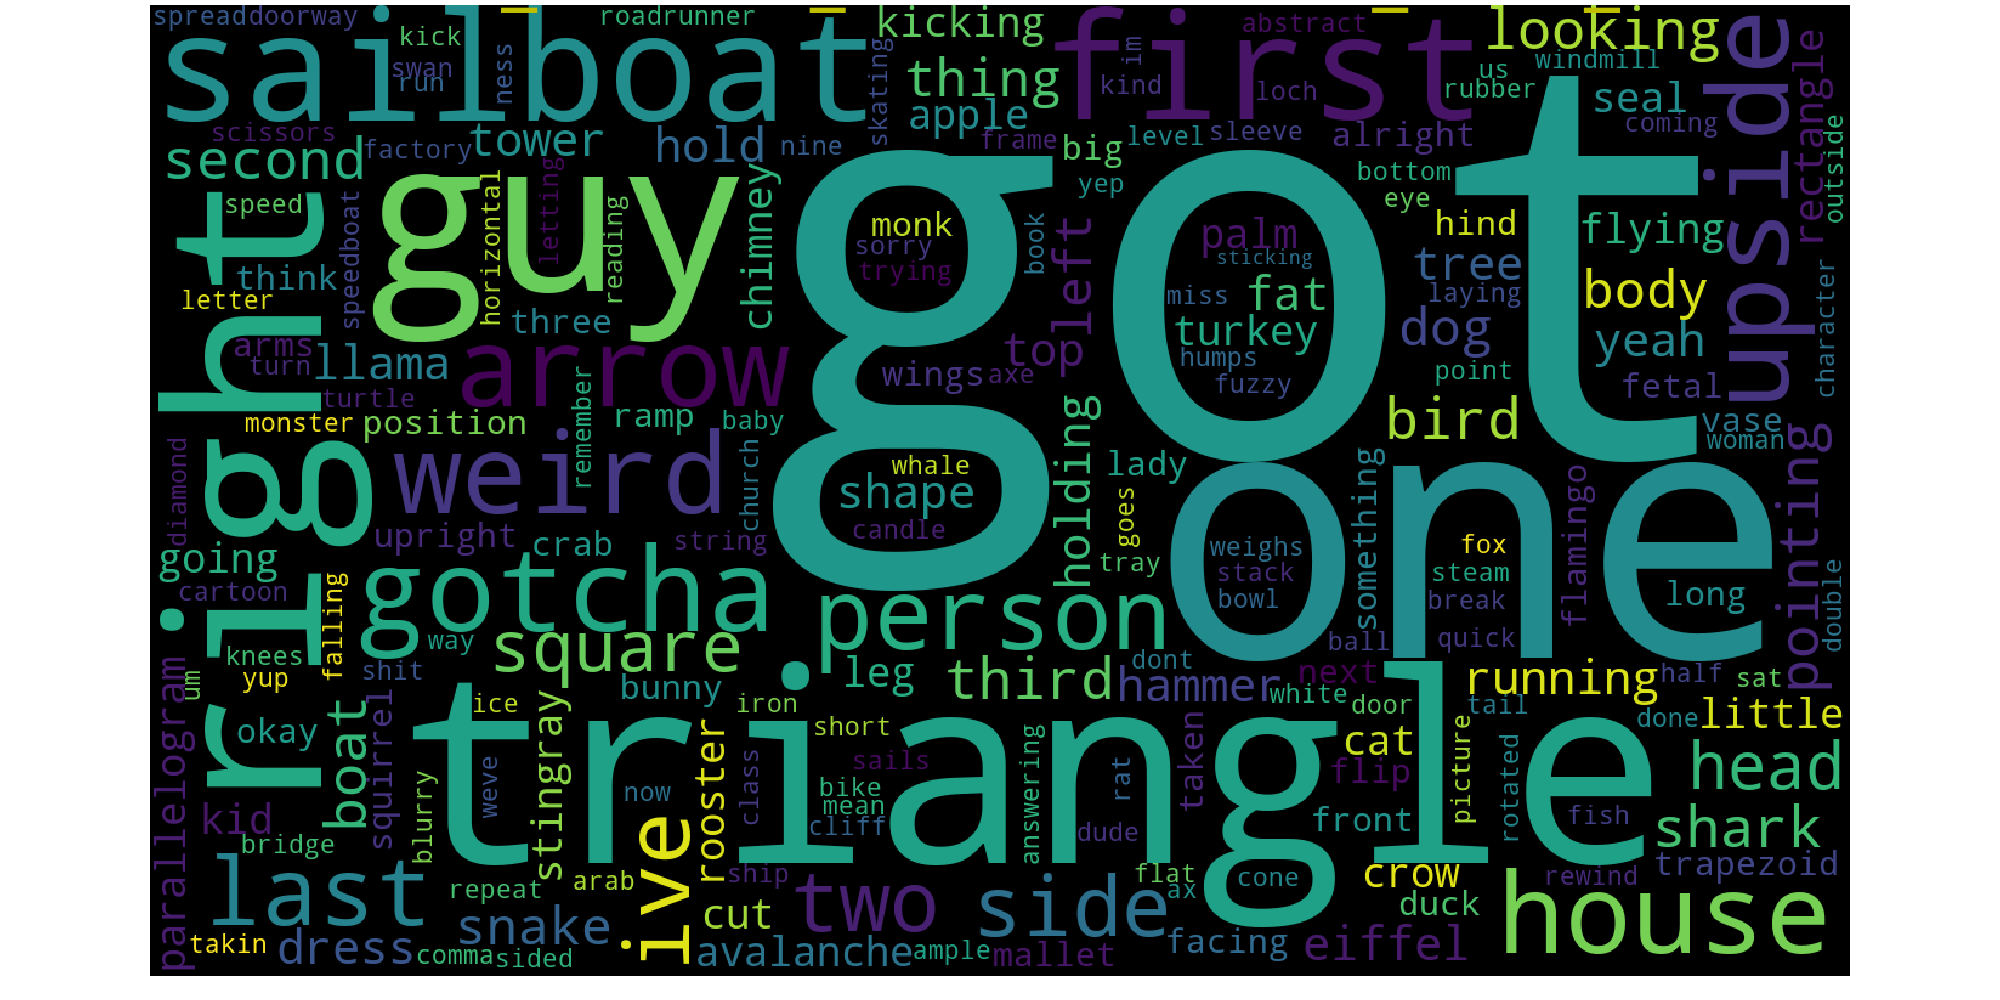 spread doorway
roadrunner
kicking
abstract
looking
sailboat
first
upside
kick
swan
run
ness
skating
thing
apple
kind
im
loch
us
windmill
rubber
seal
rectangle
coming
outside
scissors
factory
tower
hold
nine
frame
big
level
sleeve
alright
second
yep
bottom
eye
got
right
guy
speed
speedboat
horizontal
letting
reading
chimney
monk
sorry
trying
book
left
palm
sticking
hind
flying
think
letter
three
miss
fat
tree
laying
body
character
turkey
dog
yeah
arms
turn
llama
turtle
arrow
top
humps
fuzzy
wings
axe
point
fetal
monster
position
remember
ramp
baby
bird
vase
woman
pointing
diamond
weird
church
whale
shape
candle
holding
lady
goes
tray
one
something
flamingo
upright
crab
string
going
cartoon
falling
gotcha
weighs
stack
bowl
fox
steam
break
quick
long
double
person
square
way
ball
parallelogram
um
knees
yup
shit
leg
third
dont
hammer
next
white
running
half
sat
bunny
okay
boat
squirrel
ice
iron
short
door
tail
done
little
triangle
stingray
rooster
answering
taken
cat
flip
picture
rotated
head
kid
blurry
weve
now
class
sails
bike
mean
cliff
rat
dude
front
fish
shark
bridge
last
repeat
arab
ive
ship
two
side
flat
ax
cone
crow
duck
rewind
trapezoid
house
takin
dress
comma
sided
snake
cut
avalanche
ample
mallet
facing
eiffel